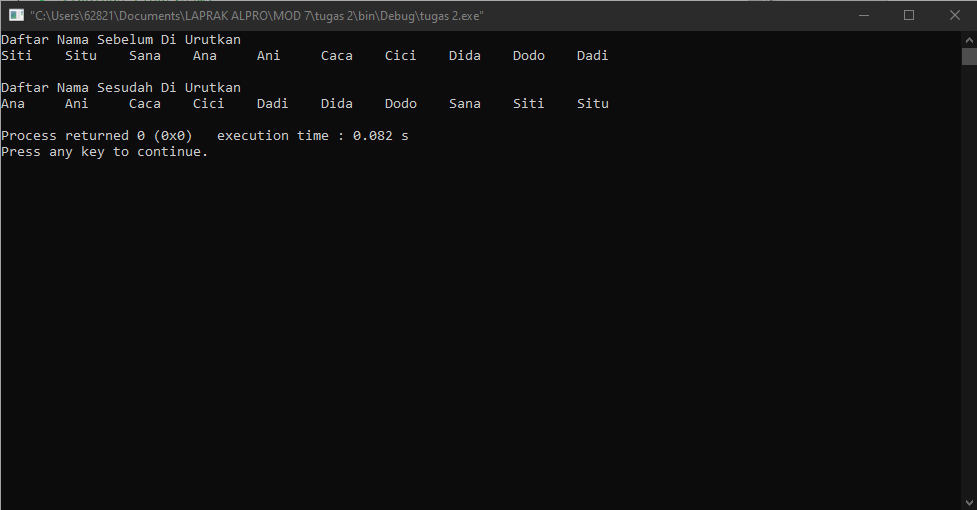 "C:\Users\62821\Documents\LAPRAK ALPRO\MOD 7\tugas 2\bin\Debug\tugas 2.exe"
Daftar Nama Sebelum Di Urutkan
Siti    Situ    Sana    Ana     Ani     Caca    Cici    Dida    Dodo    Dadi
Daftar Nama Sesudah Di Urutkan
Ana     Ani     Caca    Cici    Dadi    Dida    Dodo    Sana    Siti    Situ
Process returned 0 (0x0)   execution time : 0.082 s
Press any key to continue.